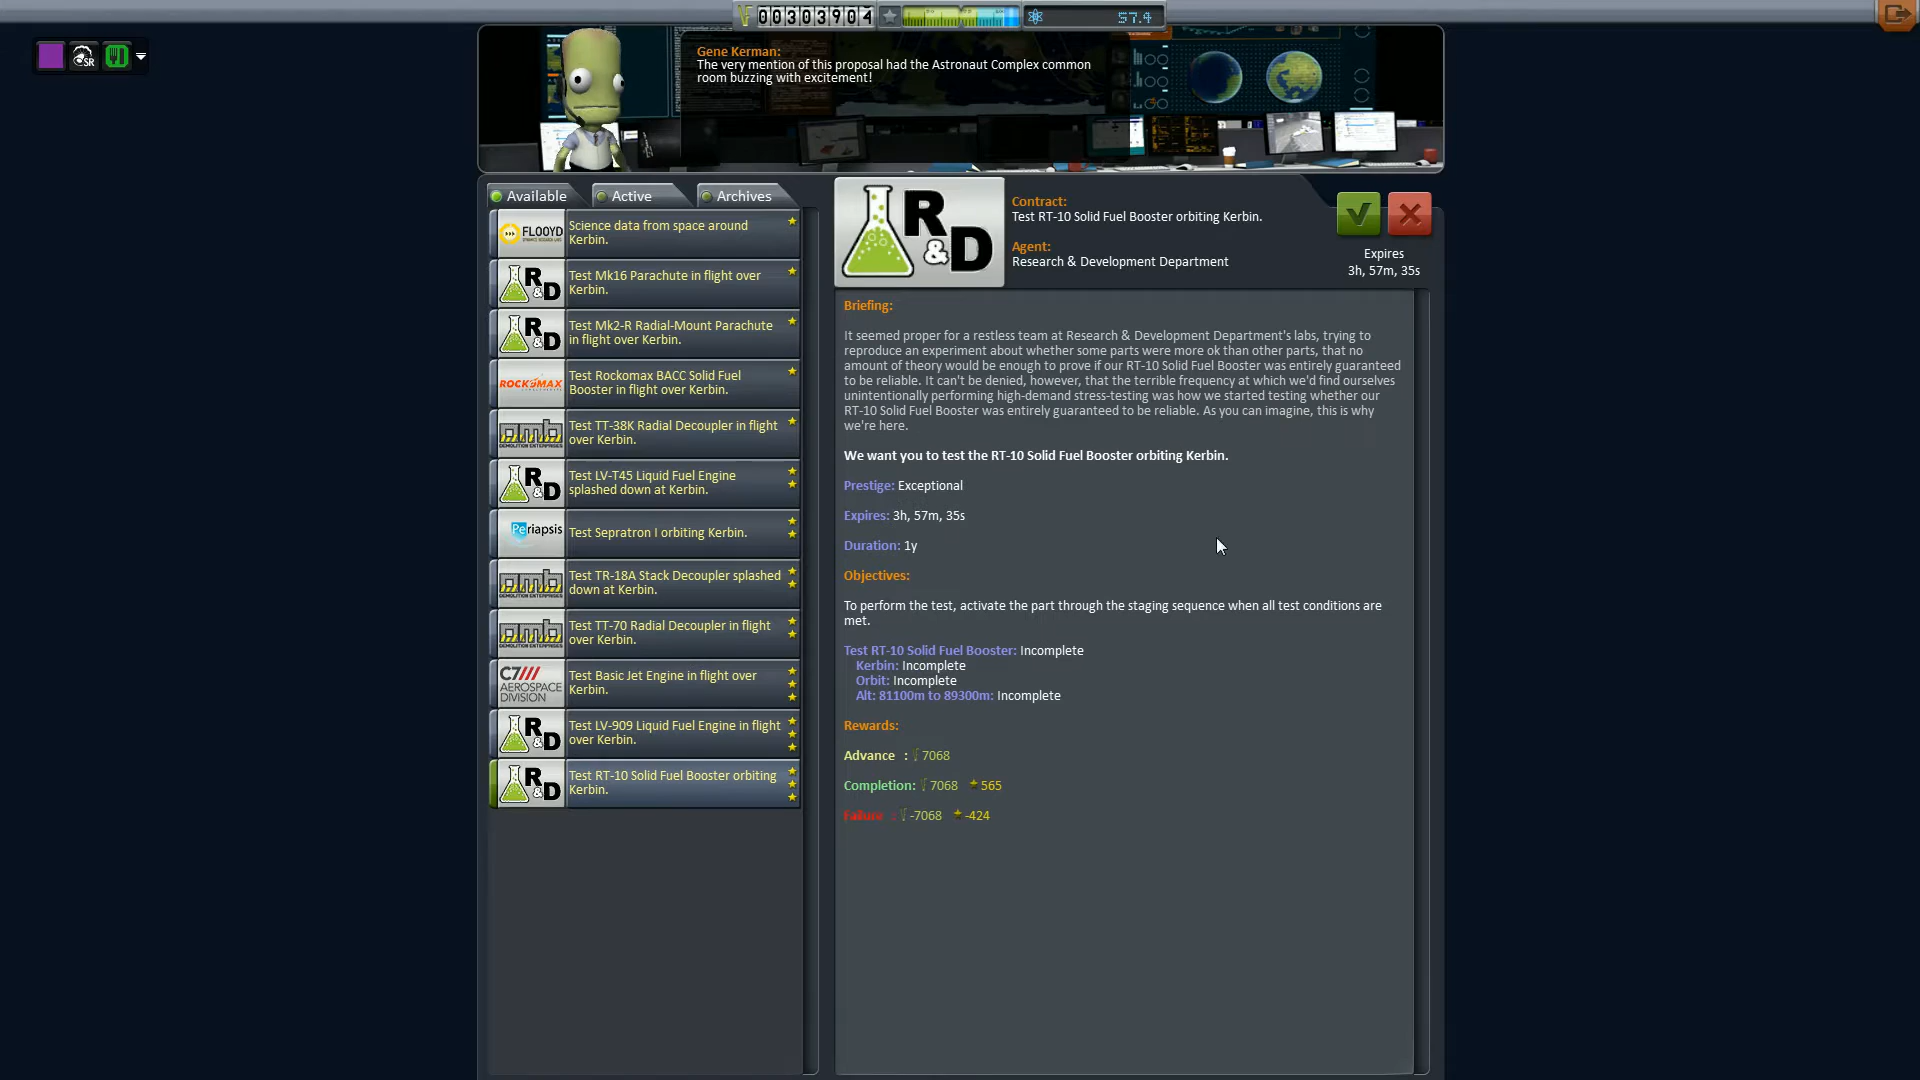 00303904
57.4
SR
Gene Kerman:
The very mention of this proposal had the Astronaut Complex common
room buzzing with excitement!
Available
Active
Archives
FLOOYD
Science data from space around
Kerbin.
R&D
Test Mk16 Parachute in flight over
Kerbin.
R&D
Test Mk2-R Radial-Mount Parachute
in flight over Kerbin.
ROCKOMAX
Test Rockomax BACC Solid Fuel
Booster in flight over Kerbin.
DEMOLITION ENTERPRISES
Test TT-38K Radial Decoupler in flight
over Kerbin.
R&D
Test LV-T45 Liquid Fuel Engine
splashed down at Kerbin.
Periapsis
Test Sepratron I orbiting Kerbin.
DEMOLITION ENTERPRISES
Test TR-18A Stack Decoupler splashed
down at Kerbin.
DEMOLITION ENTERPRISES
Test TT-70 Radial Decoupler in flight
over Kerbin.
C7///
AEROSPACE
DIVISION
Test Basic Jet Engine in flight over
Kerbin.
R&D
Test LV-909 Liquid Fuel Engine in flight
over Kerbin.
R&D
Test RT-10 Solid Fuel Booster orbiting
Kerbin.
R&D
Contract:
Test RT-10 Solid Fuel Booster orbiting Kerbin.
Agent:
Research & Development Department
Expires
3h, 57m, 35s
Briefing:
It seemed proper for a restless team at Research & Development Department's labs, trying to
reproduce an experiment about whether some parts were more ok than other parts, that no
amount of theory would be enough to prove if our RT-10 Solid Fuel Booster was entirely guaranteed
to be reliable. It can't be denied, however, that the terrible frequency at which we'd find ourselves
unintentionally performing high-demand stress-testing was how we started testing whether our
RT-10 Solid Fuel Booster was entirely guaranteed to be reliable. As you can imagine, this is why
we're here.
We want you to test the RT-10 Solid Fuel Booster orbiting Kerbin.
Prestige: Exceptional
Expires: 3h, 57m, 35s
Duration: 1y
Objectives:
To perform the test, activate the part through the staging sequence when all test conditions are
met.
Test RT-10 Solid Fuel Booster: Incomplete
Kerbin: Incomplete
Orbit: Incomplete
Alt: 81100m to 89300m: Incomplete
Rewards:
Advance : 7068
Completion: 7068 565
Failure : -7068 -424